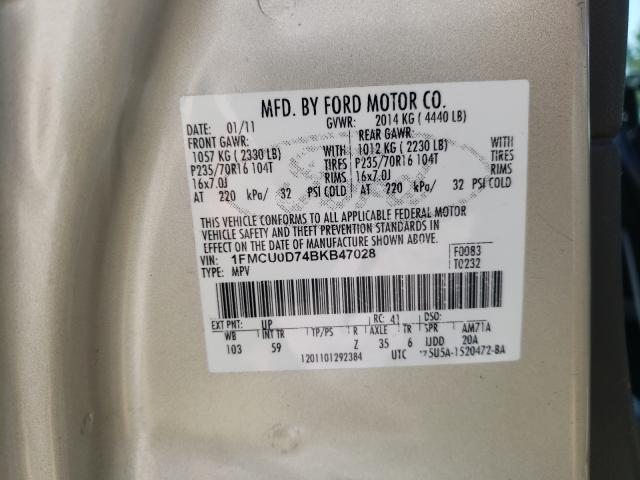 MFD. BY FORD MOTOR CO.
DATE: 01/11 GVWR: 2014 KG ( 4440 LB)
FRONT GAWR: REAR GAWR:
1057 KG ( 2330 LB) WITH 1012 KG ( 2230 LB) WITH
P235/70R16 104T TIRES P235/70R16 104T TIRES
16x7.0J RIMS 16x7.0J RIMS
AT 220 kPa/ 32 PSI COLD AT 220 kPa/ 32 PSI COLD
THIS VEHICLE CONFORMS TO ALL APPLICABLE FEDERAL MOTOR
VEHICLE SAFETY AND THEFT PREVENTION STANDARDS IN
EFFECT ON THE DATE OF MANUFACTURE SHOWN ABOVE.
VIN: 1FMCU0D74BKB47028 F0083
TYPE: MPV T0232
EXT PNT: UP RC: 41 DSO:
WB INT TR TP/PS R AXLE TR SPR AM71A
103 59 Z 35 6 IJDD 20A
1201101292384 UTC 5U5A-1520472-BA